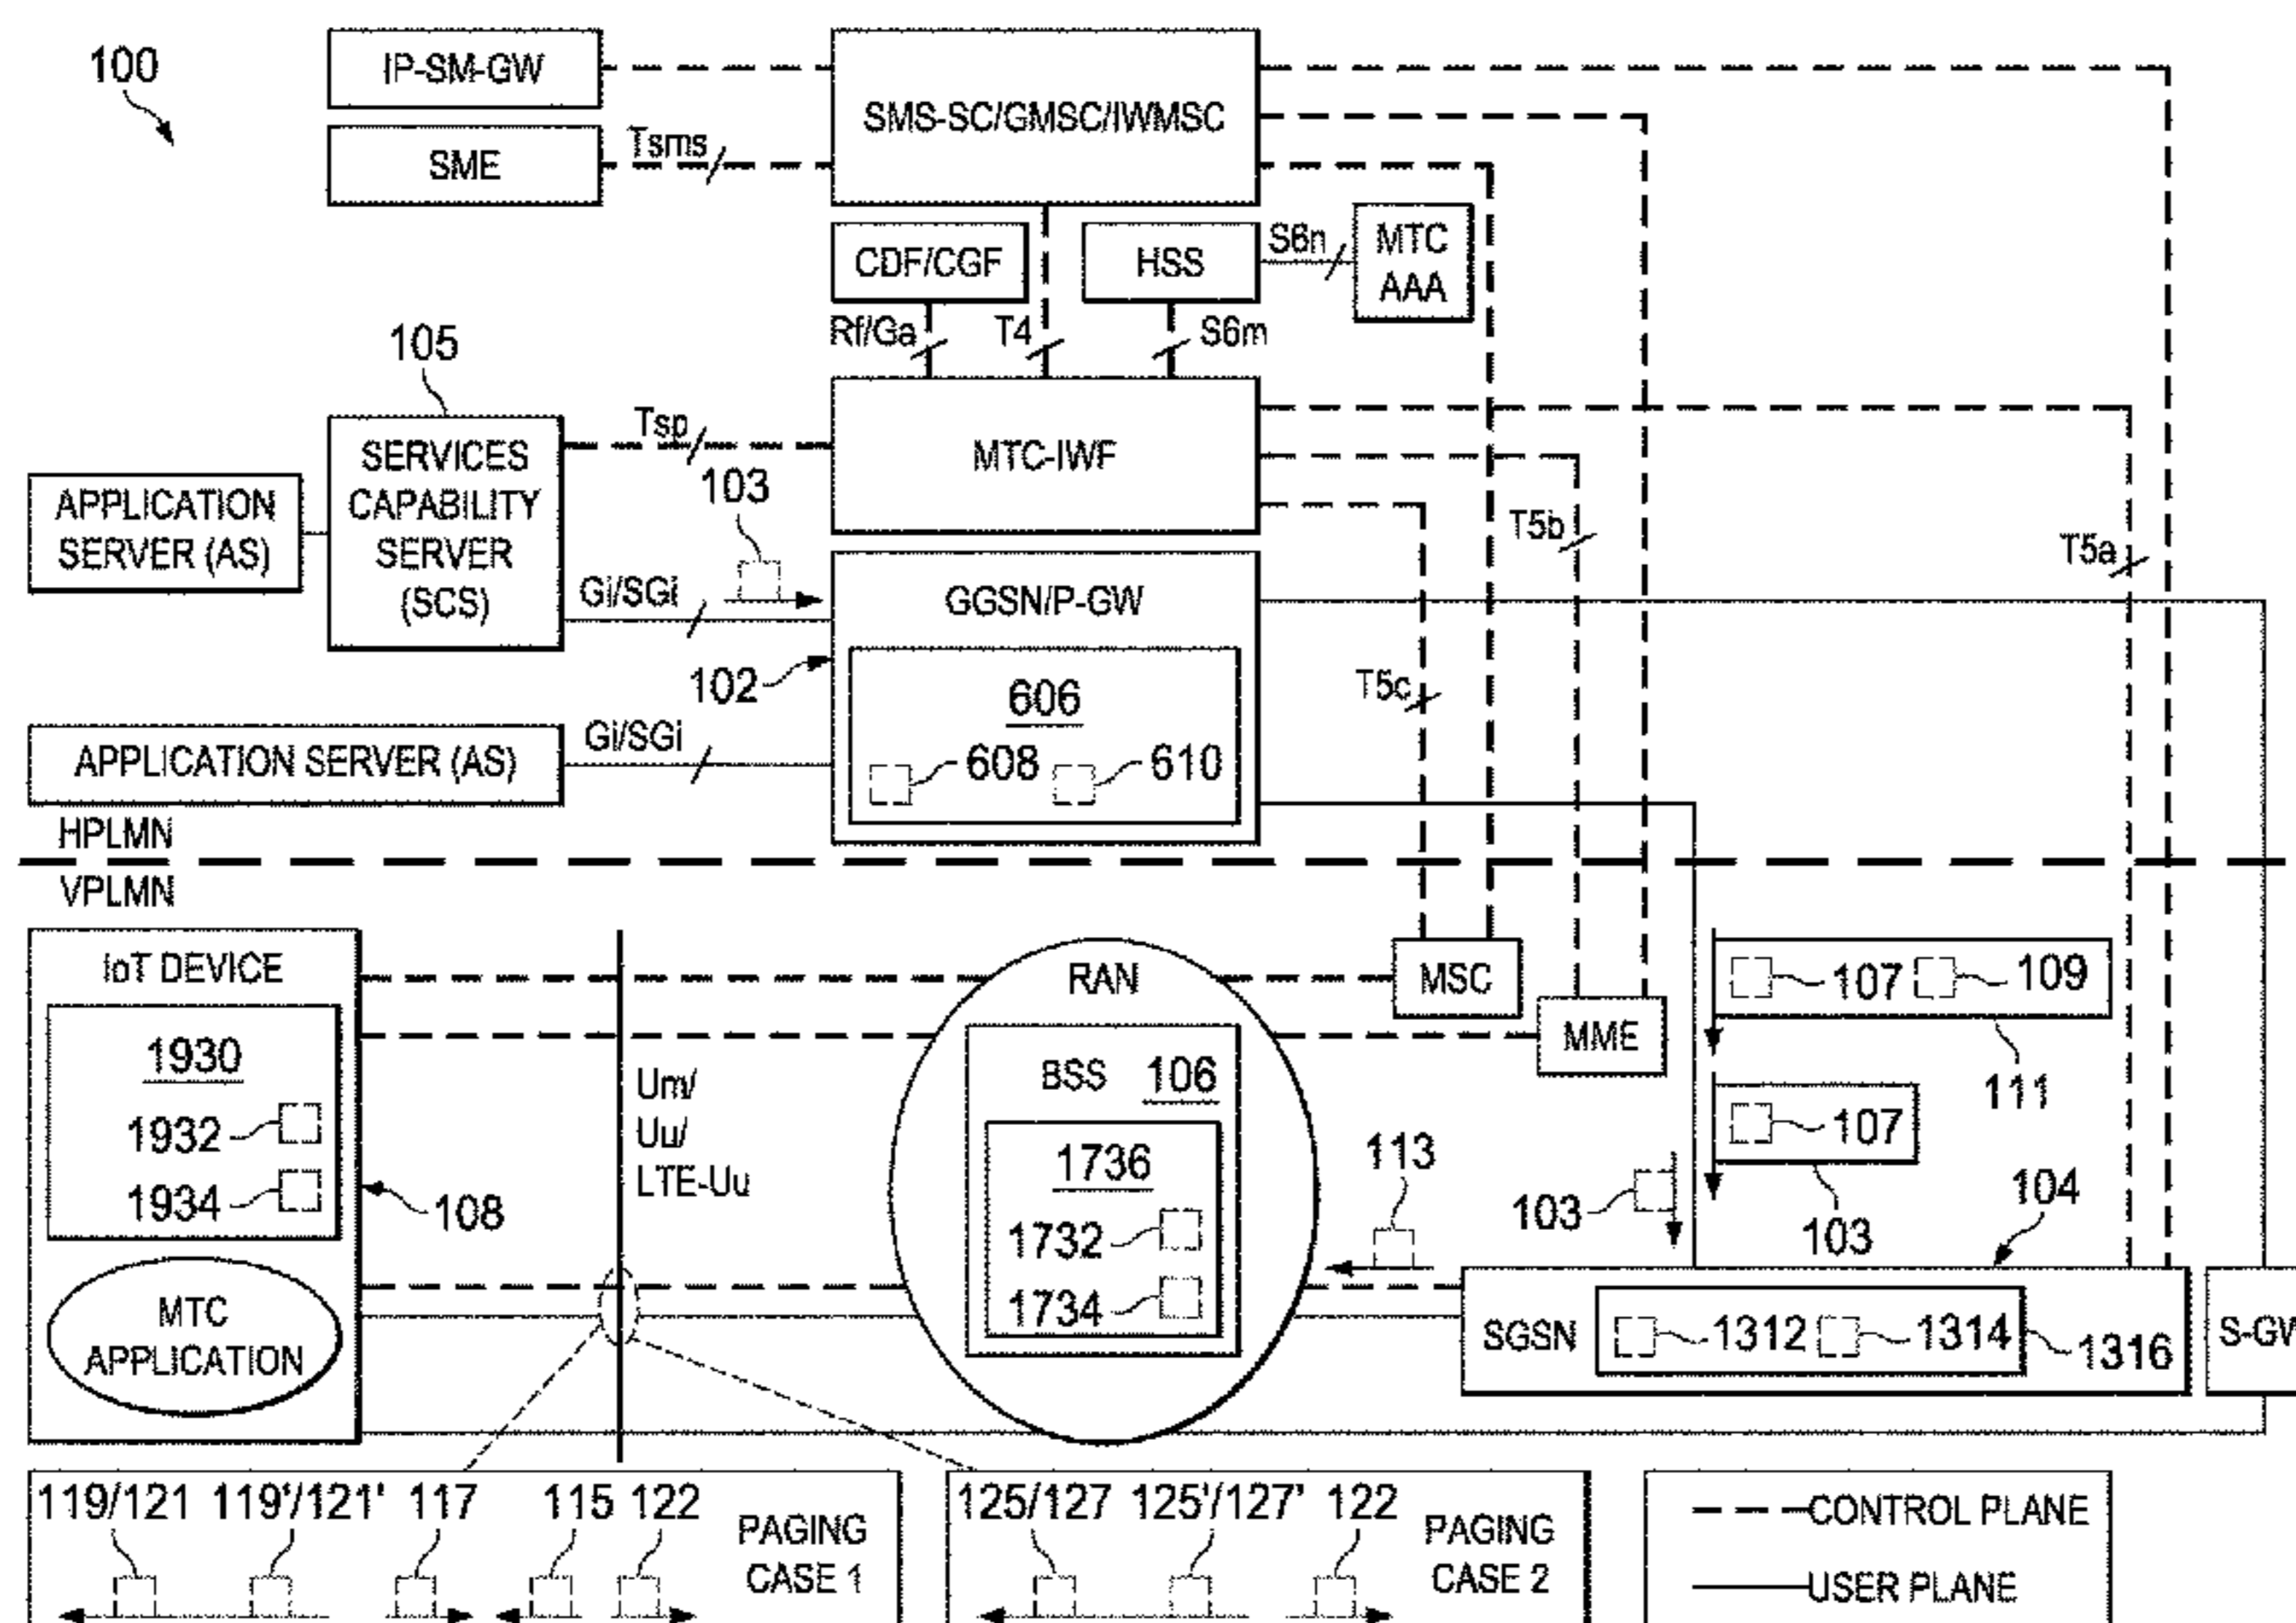 100
IP-SM-GW
SME
Tsms
SMS-SC/GMSC/IWMSC
CDF/CGF
HSS
S6n
MTC
AAA
Rf/Ga
T4
S6m
105
SERVICES
CAPABILITY
SERVER
(SCS)
Tsp
MTC-IWF
103
APPLICATION
SERVER (AS)
T5b
T5a
Gi/SGi
GGSN/P-GW
102
606
608
610
T5c
Gi/SGi
APPLICATION SERVER (AS)
HPLMN
VPLMN
IoT DEVICE
1930
1932
1934
108
MTC
APPLICATION
Um/
Uu/
LTE-Uu
RAN
BSS
106
1736
1732
1734
MSC
MME
107
109
111
107
103
103
104
113
SGSN
1312
1314
1316
S-GW
119/121
119'/121'
117
115
122
PAGING
CASE 1
125/127
125'/127'
122
PAGING
CASE 2
CONTROL PLANE
USER PLANE